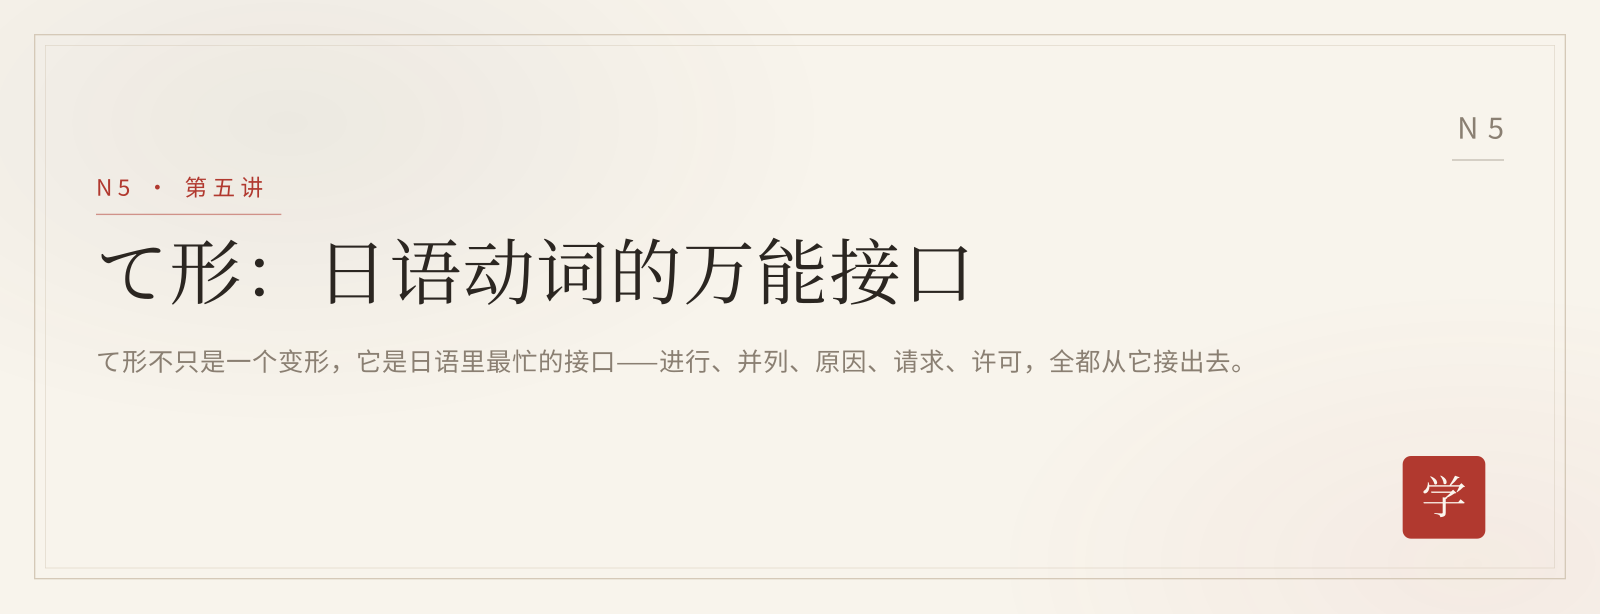 N5
N5 · 第五讲
て形：日语动词的万能接口
て形不只是一个变形，它是日语里最忙的接口——进行、并列、原因、请求、许可，全都从它接出去。
学